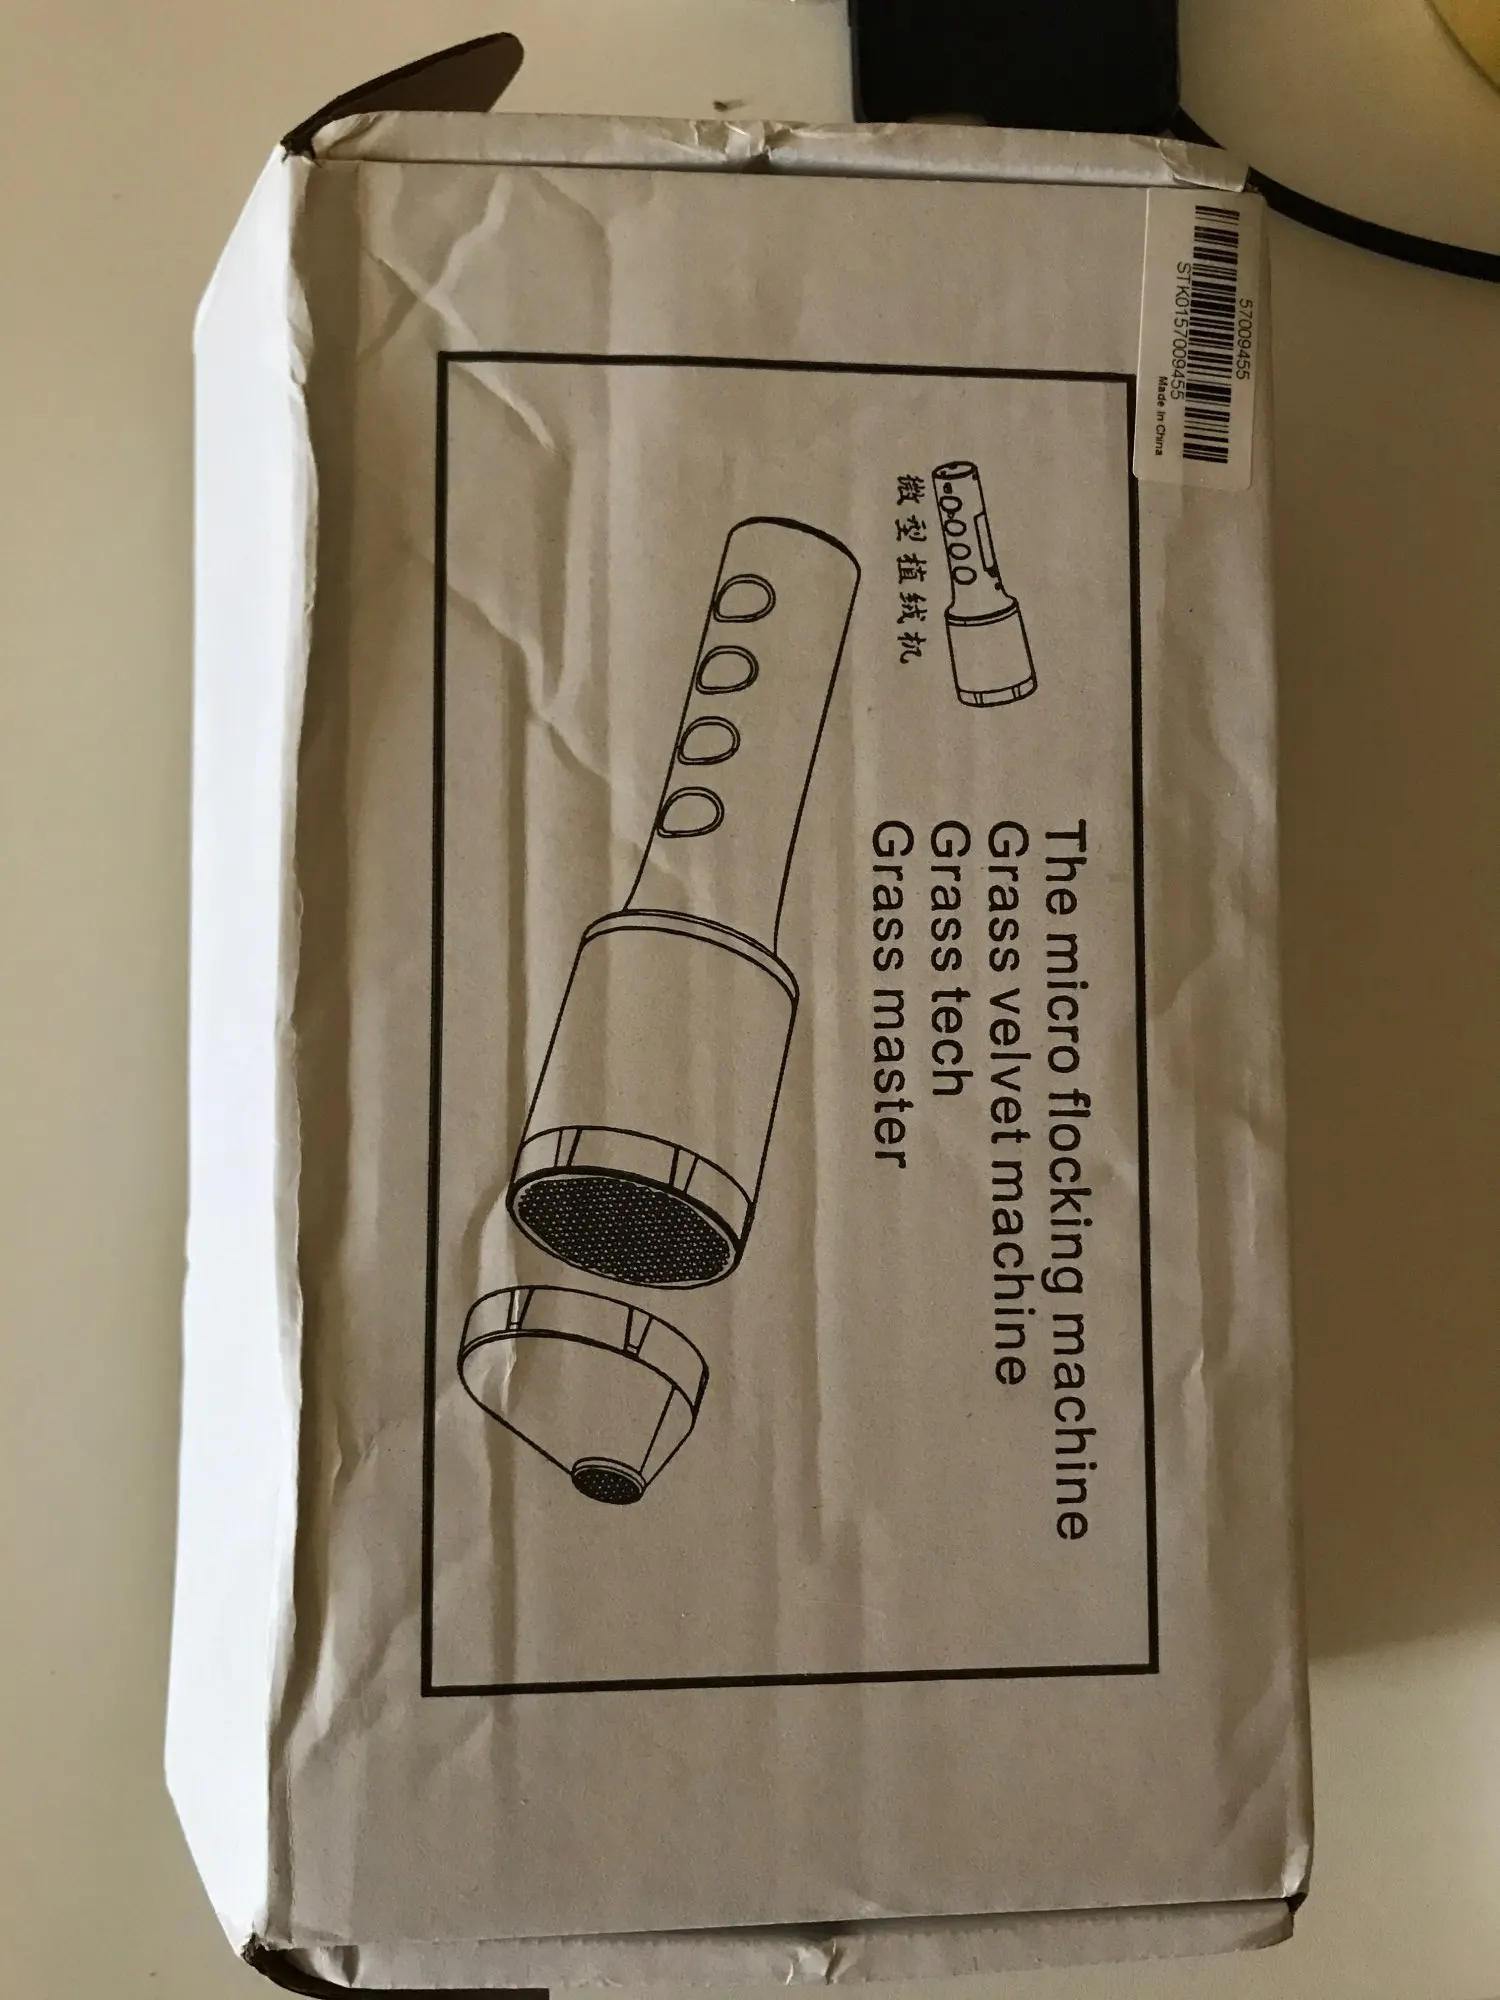 57009455
STK0157009455
Made in China
微型植绒机
The micro flocking machine
Grass velvet machine
Grass tech
Grass master